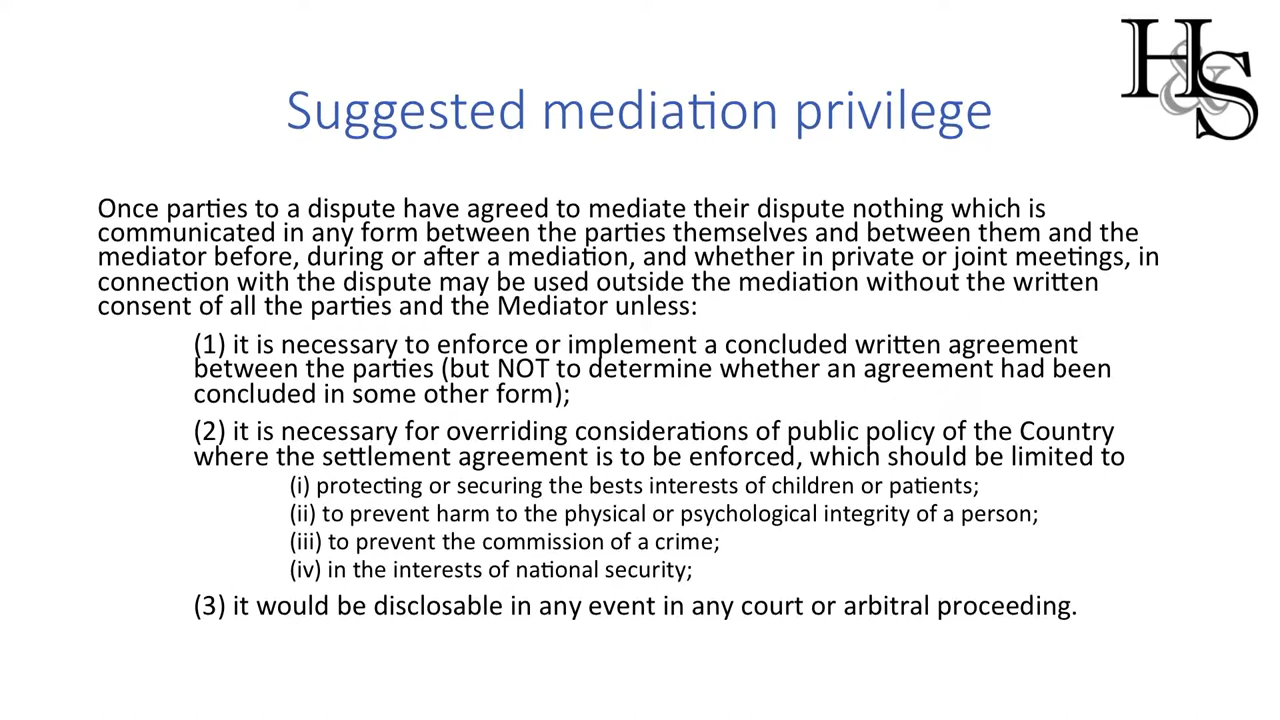 H&S
Suggested mediation privilege
Once parties to a dispute have agreed to mediate their dispute nothing which is
communicated in any form between the parties themselves and between them and the
mediator before, during or after a mediation, and whether in private or joint meetings, in
connection with the dispute may be used outside the mediation without the written
consent of all the parties and the Mediator unless:
(1) it is necessary to enforce or implement a concluded written agreement
between the parties (but NOT to determine whether an agreement had been
concluded in some other form);
(2) it is necessary for overriding considerations of public policy of the Country
where the settlement agreement is to be enforced, which should be limited to
(i) protecting or securing the bests interests of children or patients;
(ii) to prevent harm to the physical or psychological integrity of a person;
(iii) to prevent the commission of a crime;
(iv) in the interests of national security;
(3) it would be disclosable in any event in any court or arbitral proceeding.